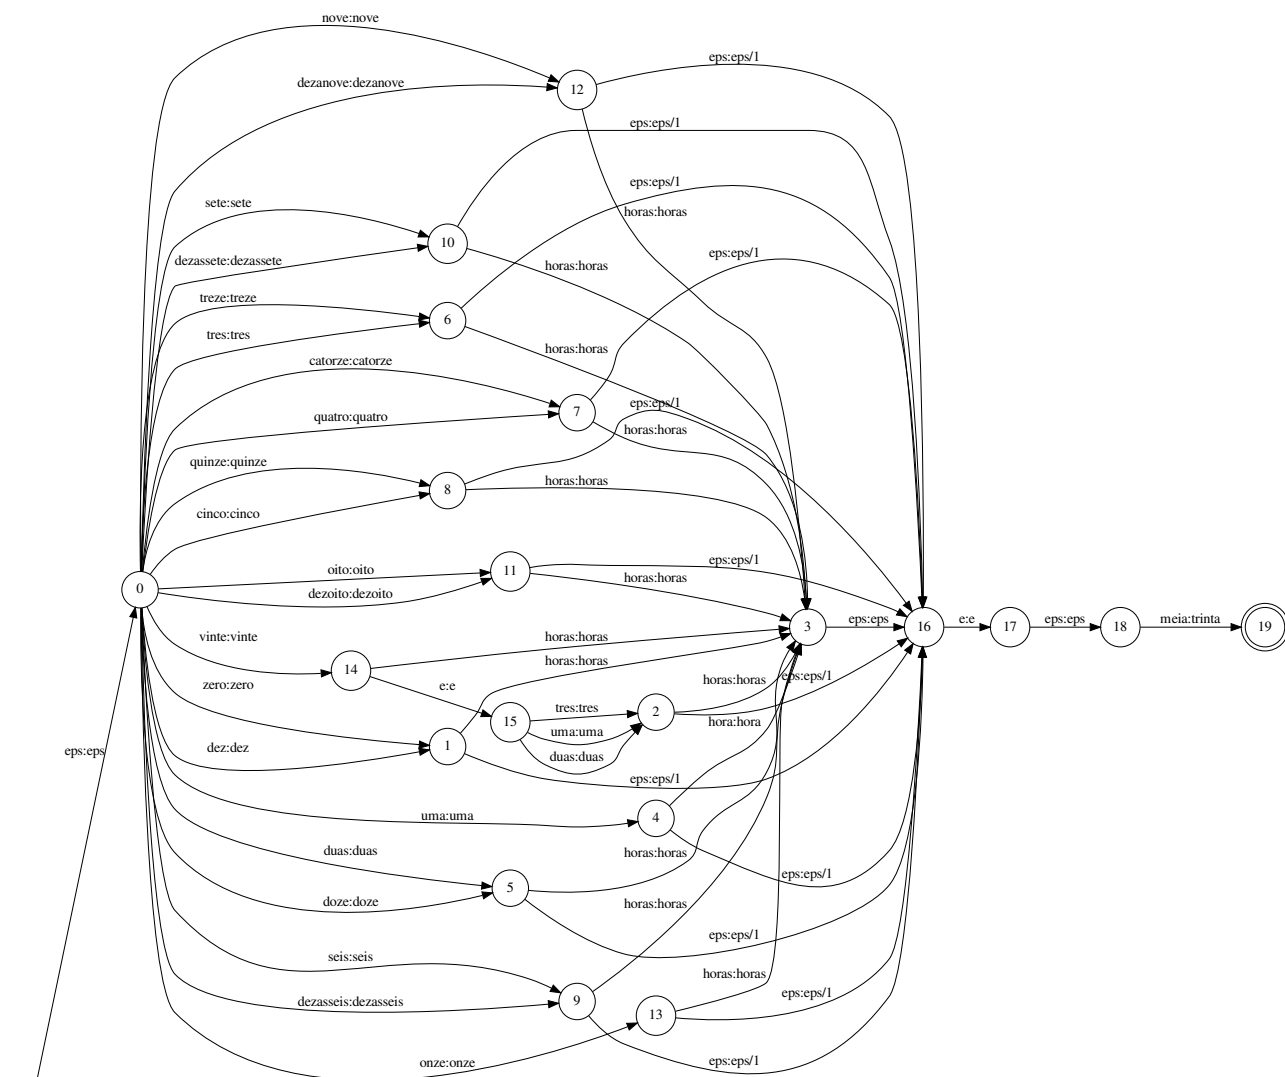 nove:nove
eps:eps/1
dezanove:dezanove
12
eps:eps/1
eps:eps/1
sete:sete
horas:horas
10
eps:eps/1
dezassete:dezassete
horas:horas
treze:treze
6
tres:tres
horas:horas
catorze:catorze
eps:eps/1
7
quatro:quatro
horas:horas
quinze:quinze
horas:horas
8
cinco:cinco
eps:eps/1
oito:oito
11
horas:horas
0
dezoito:dezoito
3
eps:eps
16
e:e
17
eps:eps
18
meia:trinta
19
vinte:vinte
horas:horas
horas:horas
14
eps:eps/1
zero:zero
e:e
horas:horas
tres:tres
2
15
hora:hora
uma:uma
eps:eps
dez:dez
1
duas:duas
eps:eps/1
uma:uma
4
duas:duas
horas:horas
eps:eps/1
5
doze:doze
horas:horas
eps:eps/1
seis:seis
horas:horas
dezasseis:dezasseis
9
eps:eps/1
13
onze:onze
eps:eps/1